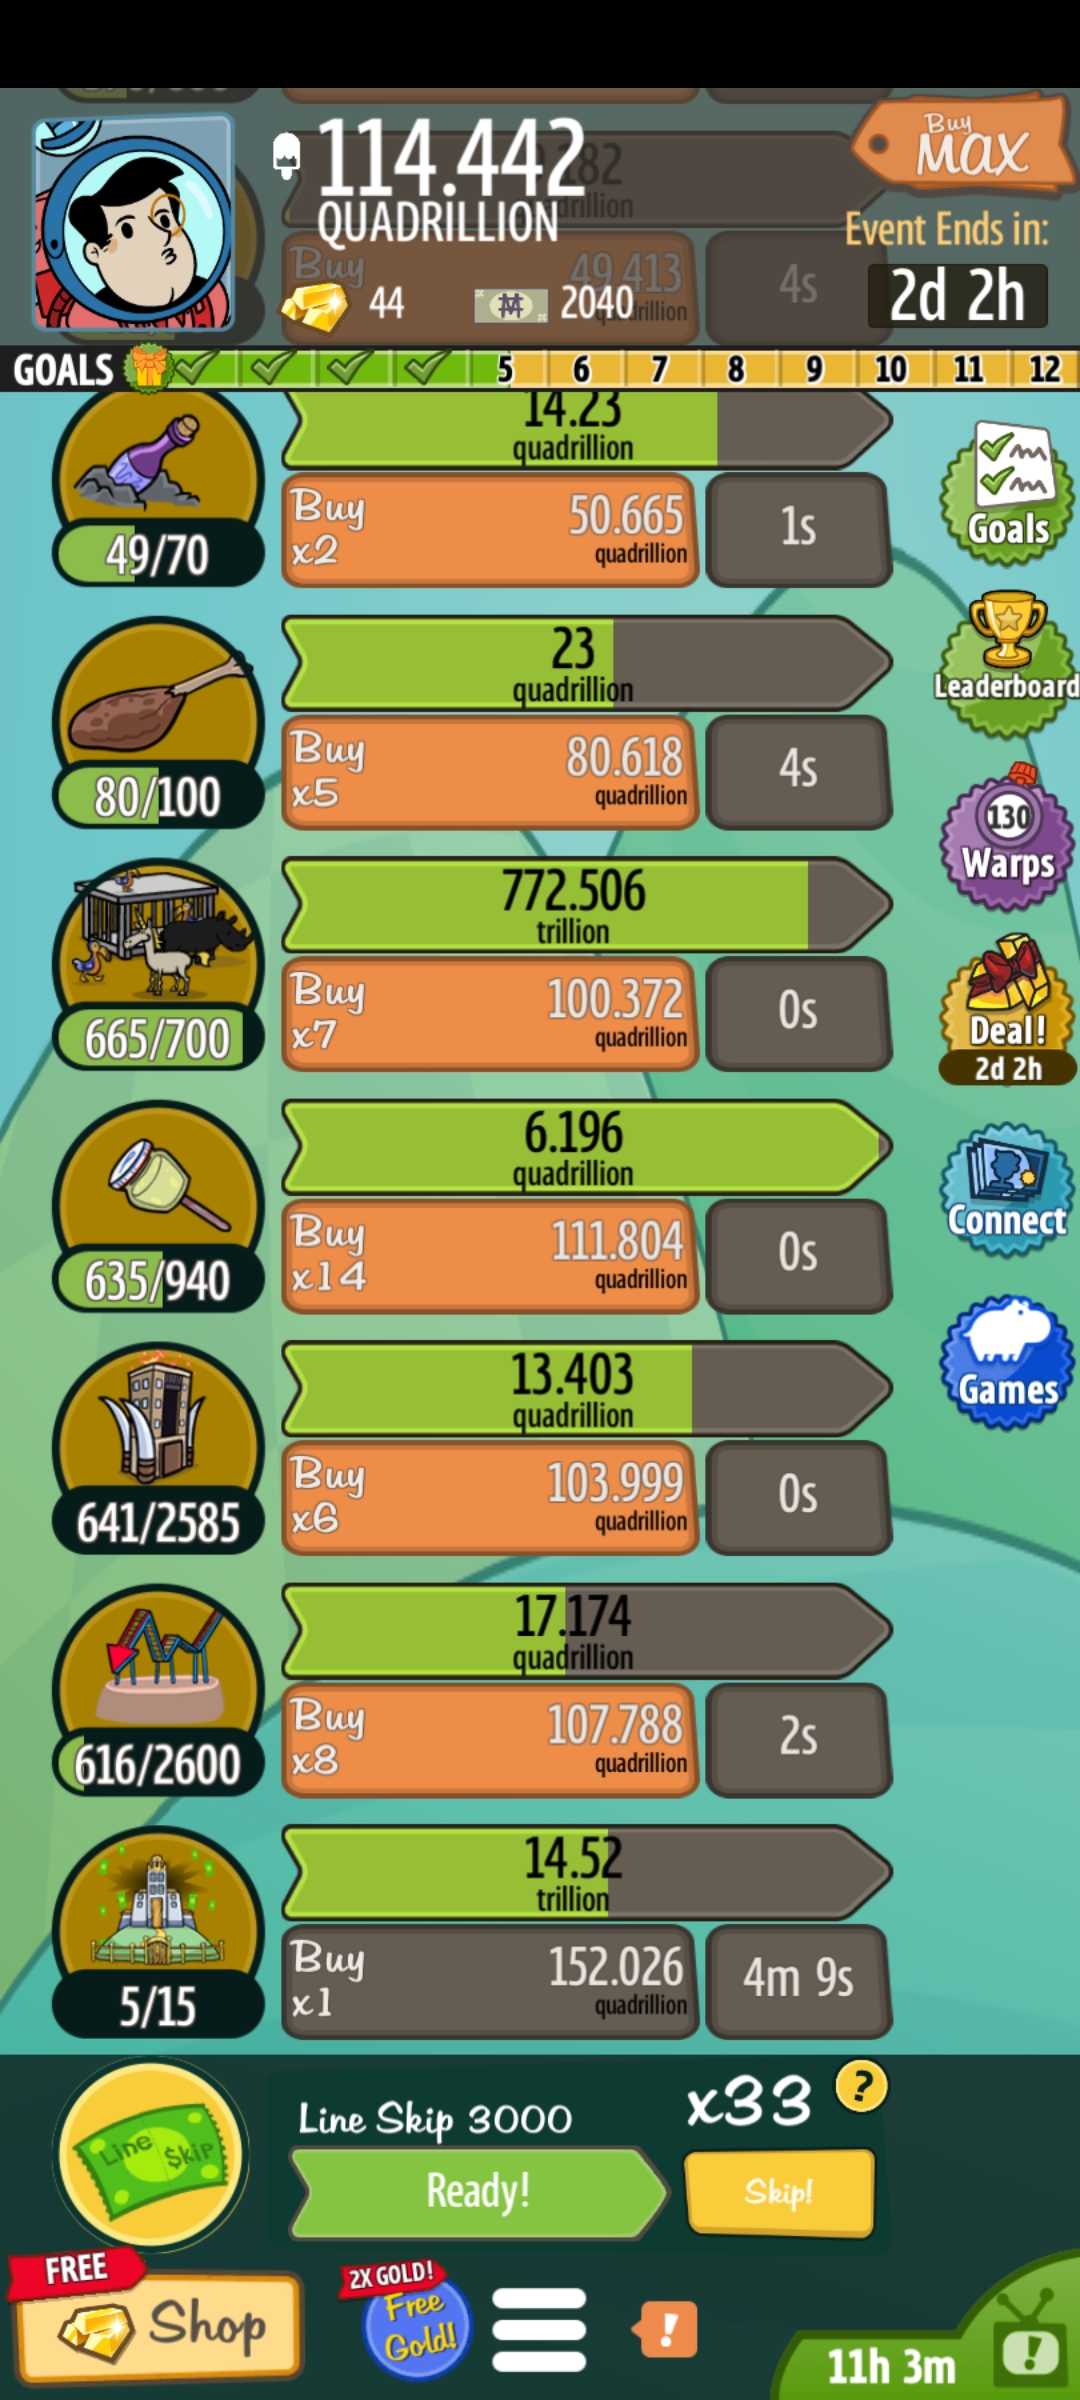 114.442
QUADRILLION
Buy
MAX
Event Ends in:
2d 2h
44
2040
Buy
49.413
4s
GOALS
5
6
7
8
9
10
11
12
14.23
quadrillion
49/70
Buy
x2
50.665
quadrillion
1s
Goals
23
quadrillion
80/100
Buy
x5
80.618
quadrillion
4s
Leaderboard
772.506
trillion
665/700
Buy
x7
100.372
quadrillion
0s
130
Warps
Deal!
2d 2h
6.196
quadrillion
635/940
Buy
x14
111.804
quadrillion
0s
Connect
13.403
quadrillion
641/2585
Buy
x6
103.999
quadrillion
0s
Games
17.174
quadrillion
616/2600
Buy
x8
107.788
quadrillion
2s
14.52
trillion
5/15
Buy
x1
152.026
quadrillion
4m 9s
Line $kip
Line Skip 3000
x33
?
Ready!
Skip!
FREE
Shop
2X GOLD!
Free
Gold!
!
11h 3m
!